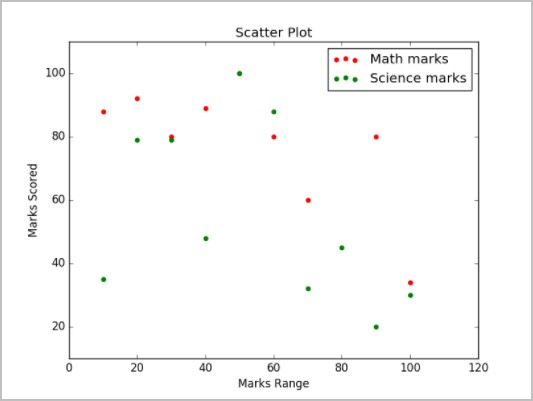 Scatter Plot
Math marks
Science marks
100
80
60
40
20
Marks Scored
0 20 40 60 80 100 120
Marks Range